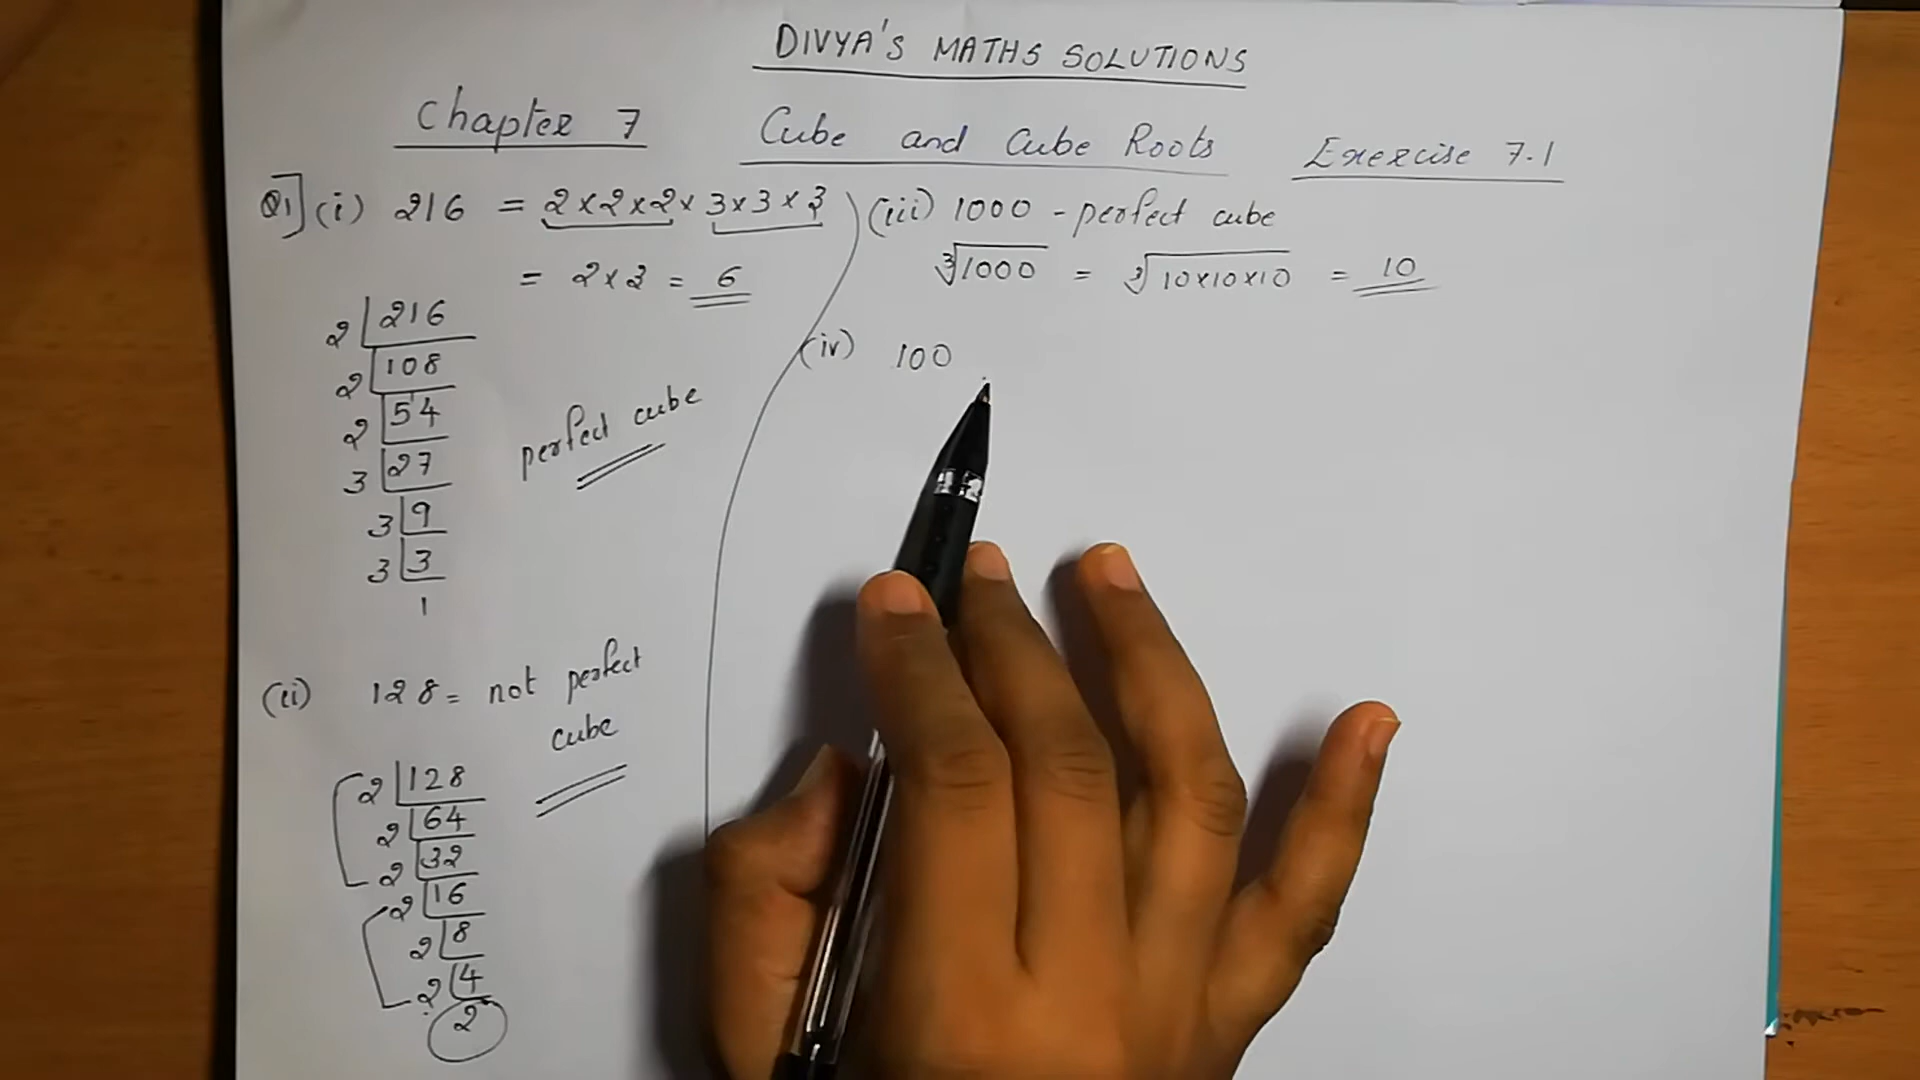 DIVYA'S MATHS SOLUTIONS
Chapter 7 Cube and Cube Roots Exercise 7.1
Q1] (i) 216 = 2×2×2×3×3×3
= 2×3 = 6
2 216
2 108
2 54
3 27
3 9
3 3
1
perfect cube
(ii) 128 = not perfect
cube
2 128
2 64
2 32
2 16
2 8
2 4
2
(iii) 1000 - perfect cube
∛1000 = ∛10×10×10 = 10
(iv) 100